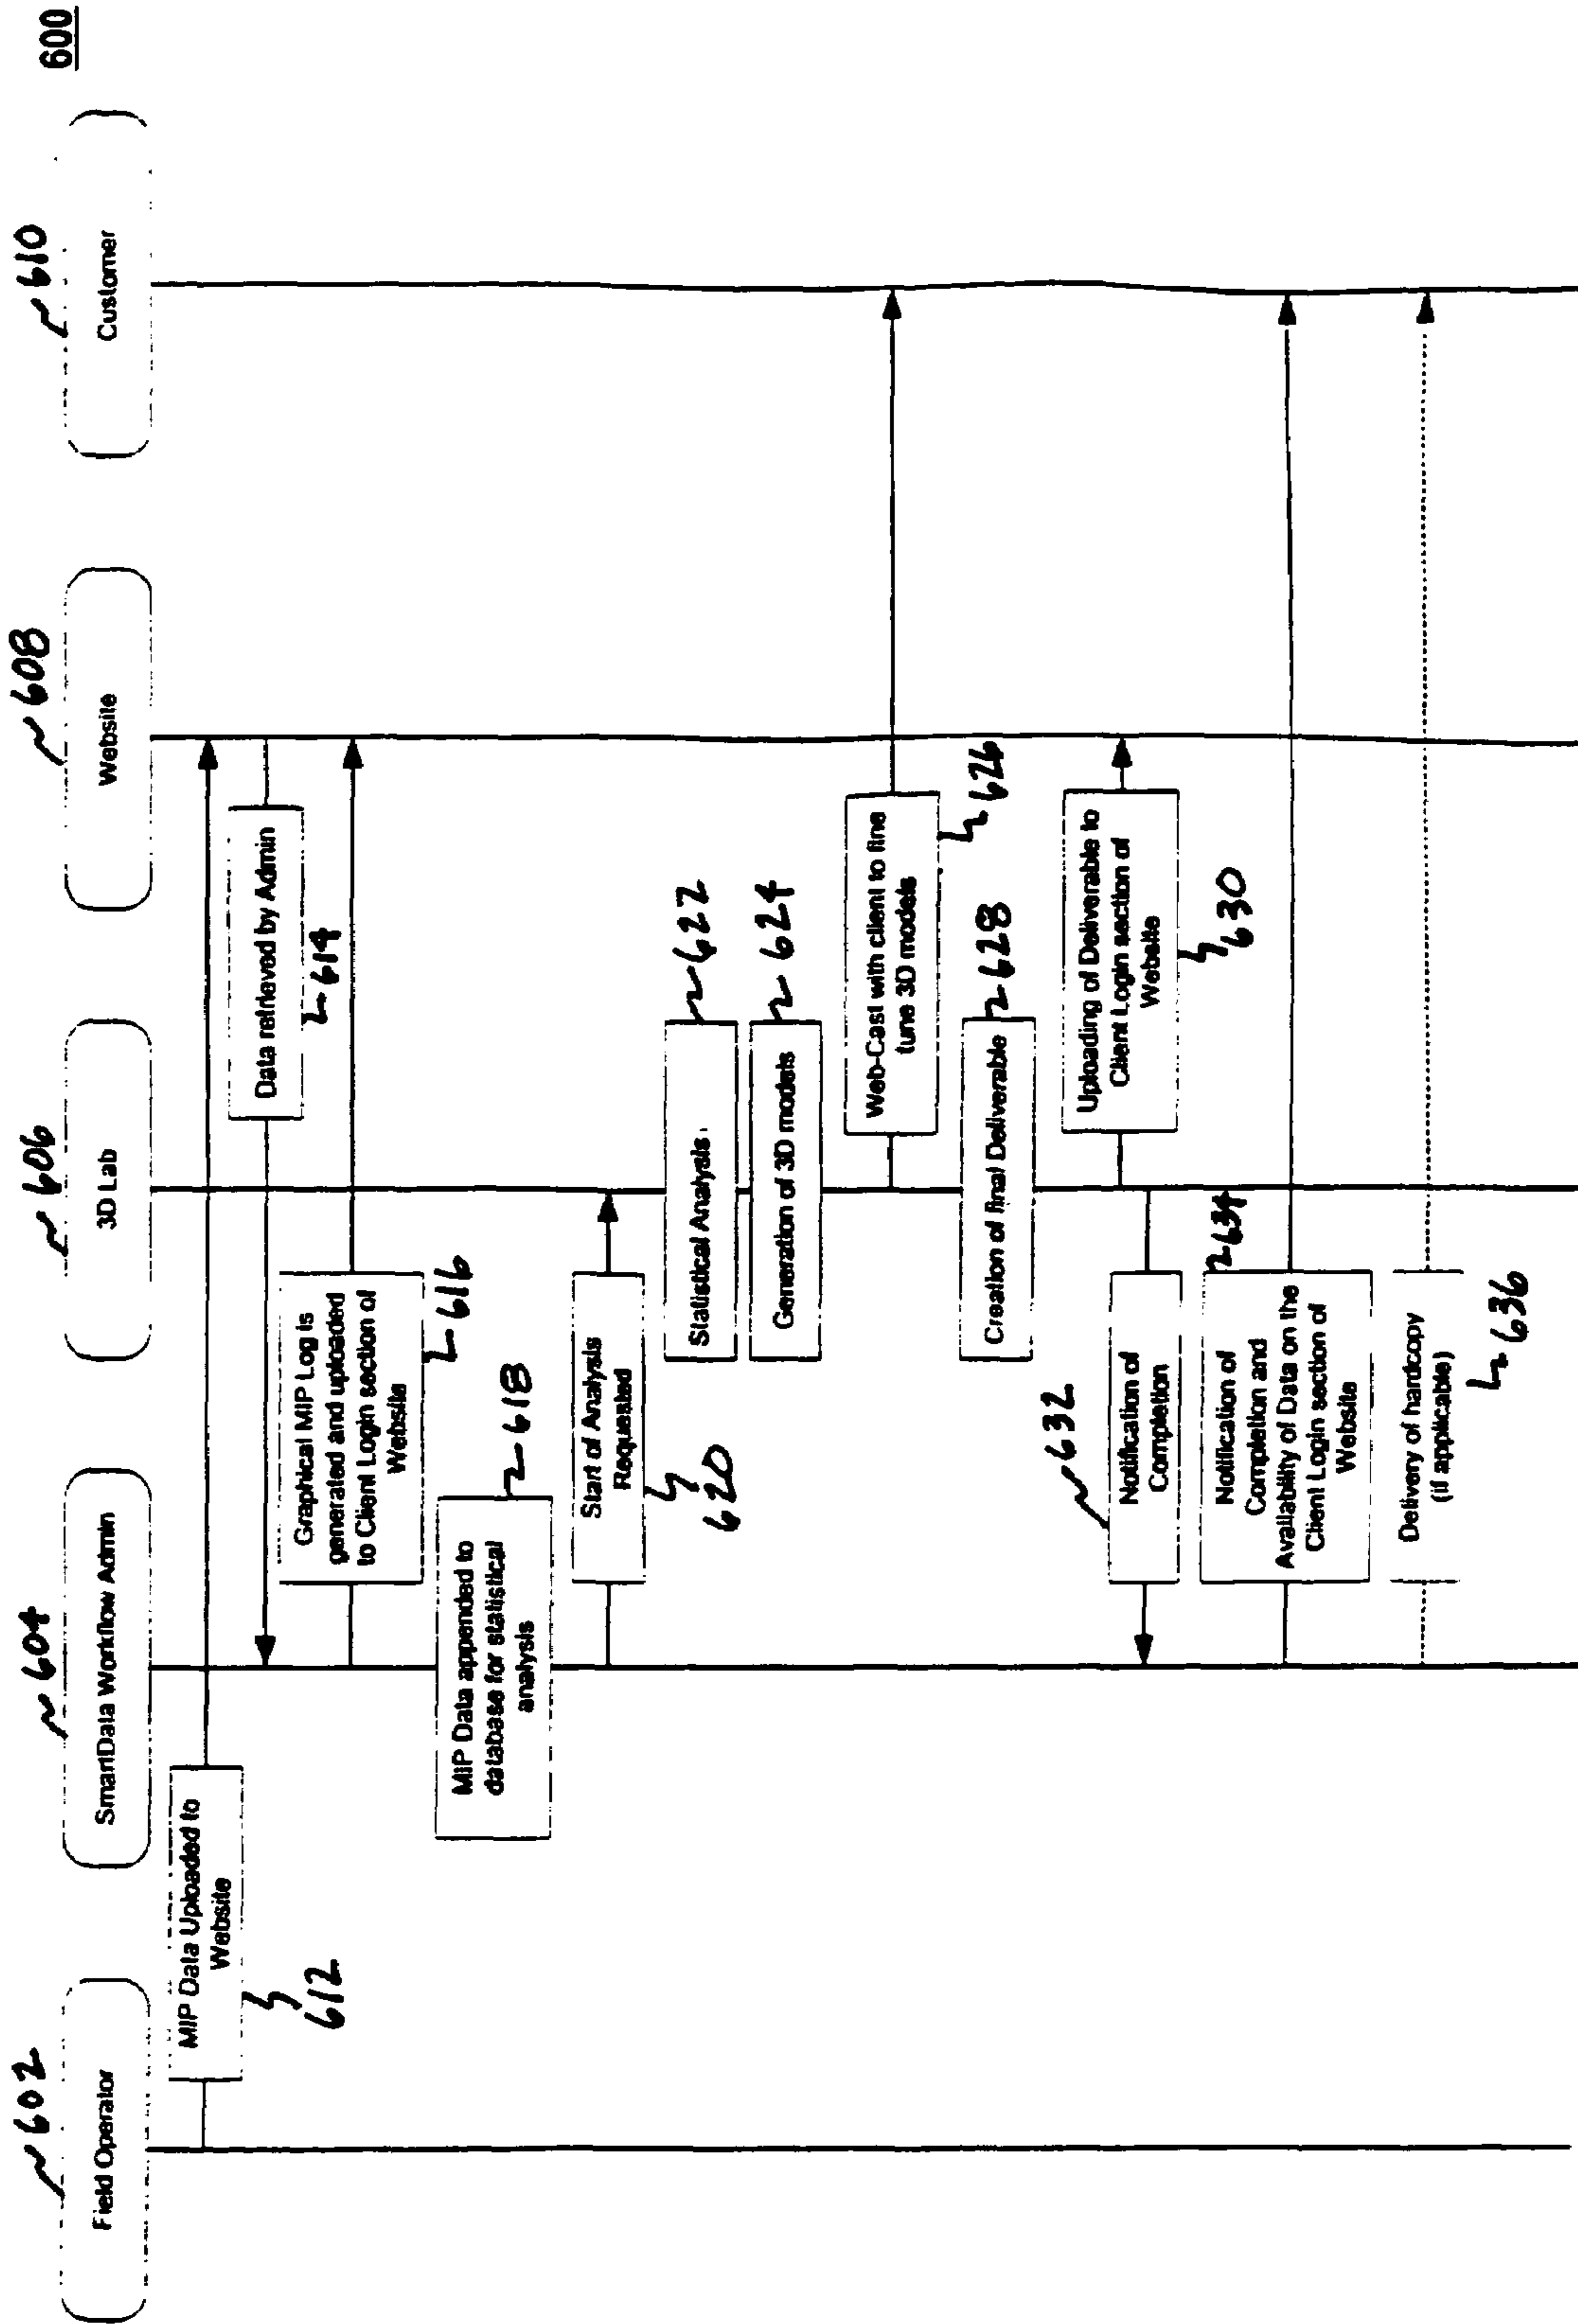 600
~602
~604
~606
~608
~610
Field Operator
SmartData Workflow Admin
3D Lab
Website
Customer
MIP Data Uploaded to
Website
612
Data retrieved by Admin
614
Graphical MIP Log is
generated and uploaded
to Client Login section of
Website
616
MIP Data appended to
database for statistical
analysis
618
Start of Analysis
Requested
620
Statistical Analysis
~622
Generation of 3D models
624
Web-Cast with client to fine
tune 3D models
626
Creation of final Deliverable
628
Uploading of Deliverable to
Client Login section of
Website
630
~632
Notification of
Completion
634
Notification of
Completion and
Availability of Data on the
Client Login section of
Website
Delivery of hardcopy
(if applicable)
636